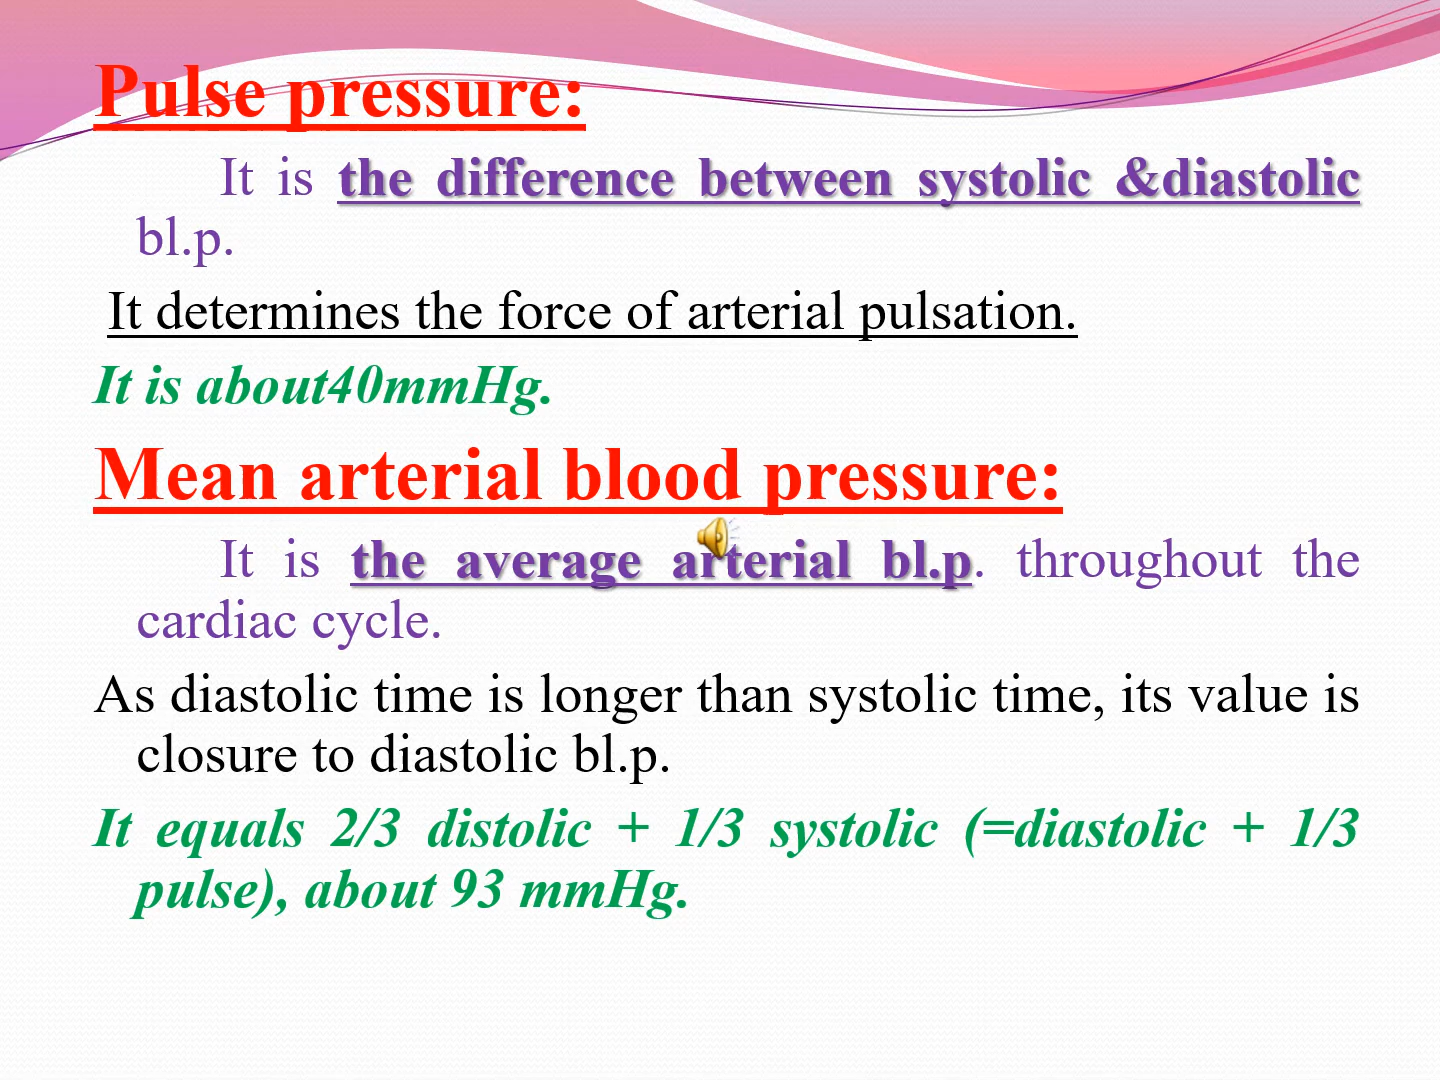 Pulse pressure:
It is the difference between systolic &diastolic
bl.p.
It determines the force of arterial pulsation.
It is about40mmHg.
Mean arterial blood pressure:
It is the average arterial bl.p. throughout the
cardiac cycle.
As diastolic time is longer than systolic time, its value is
closure to diastolic bl.p.
It equals 2/3 distolic + 1/3 systolic (=diastolic + 1/3
pulse), about 93 mmHg.